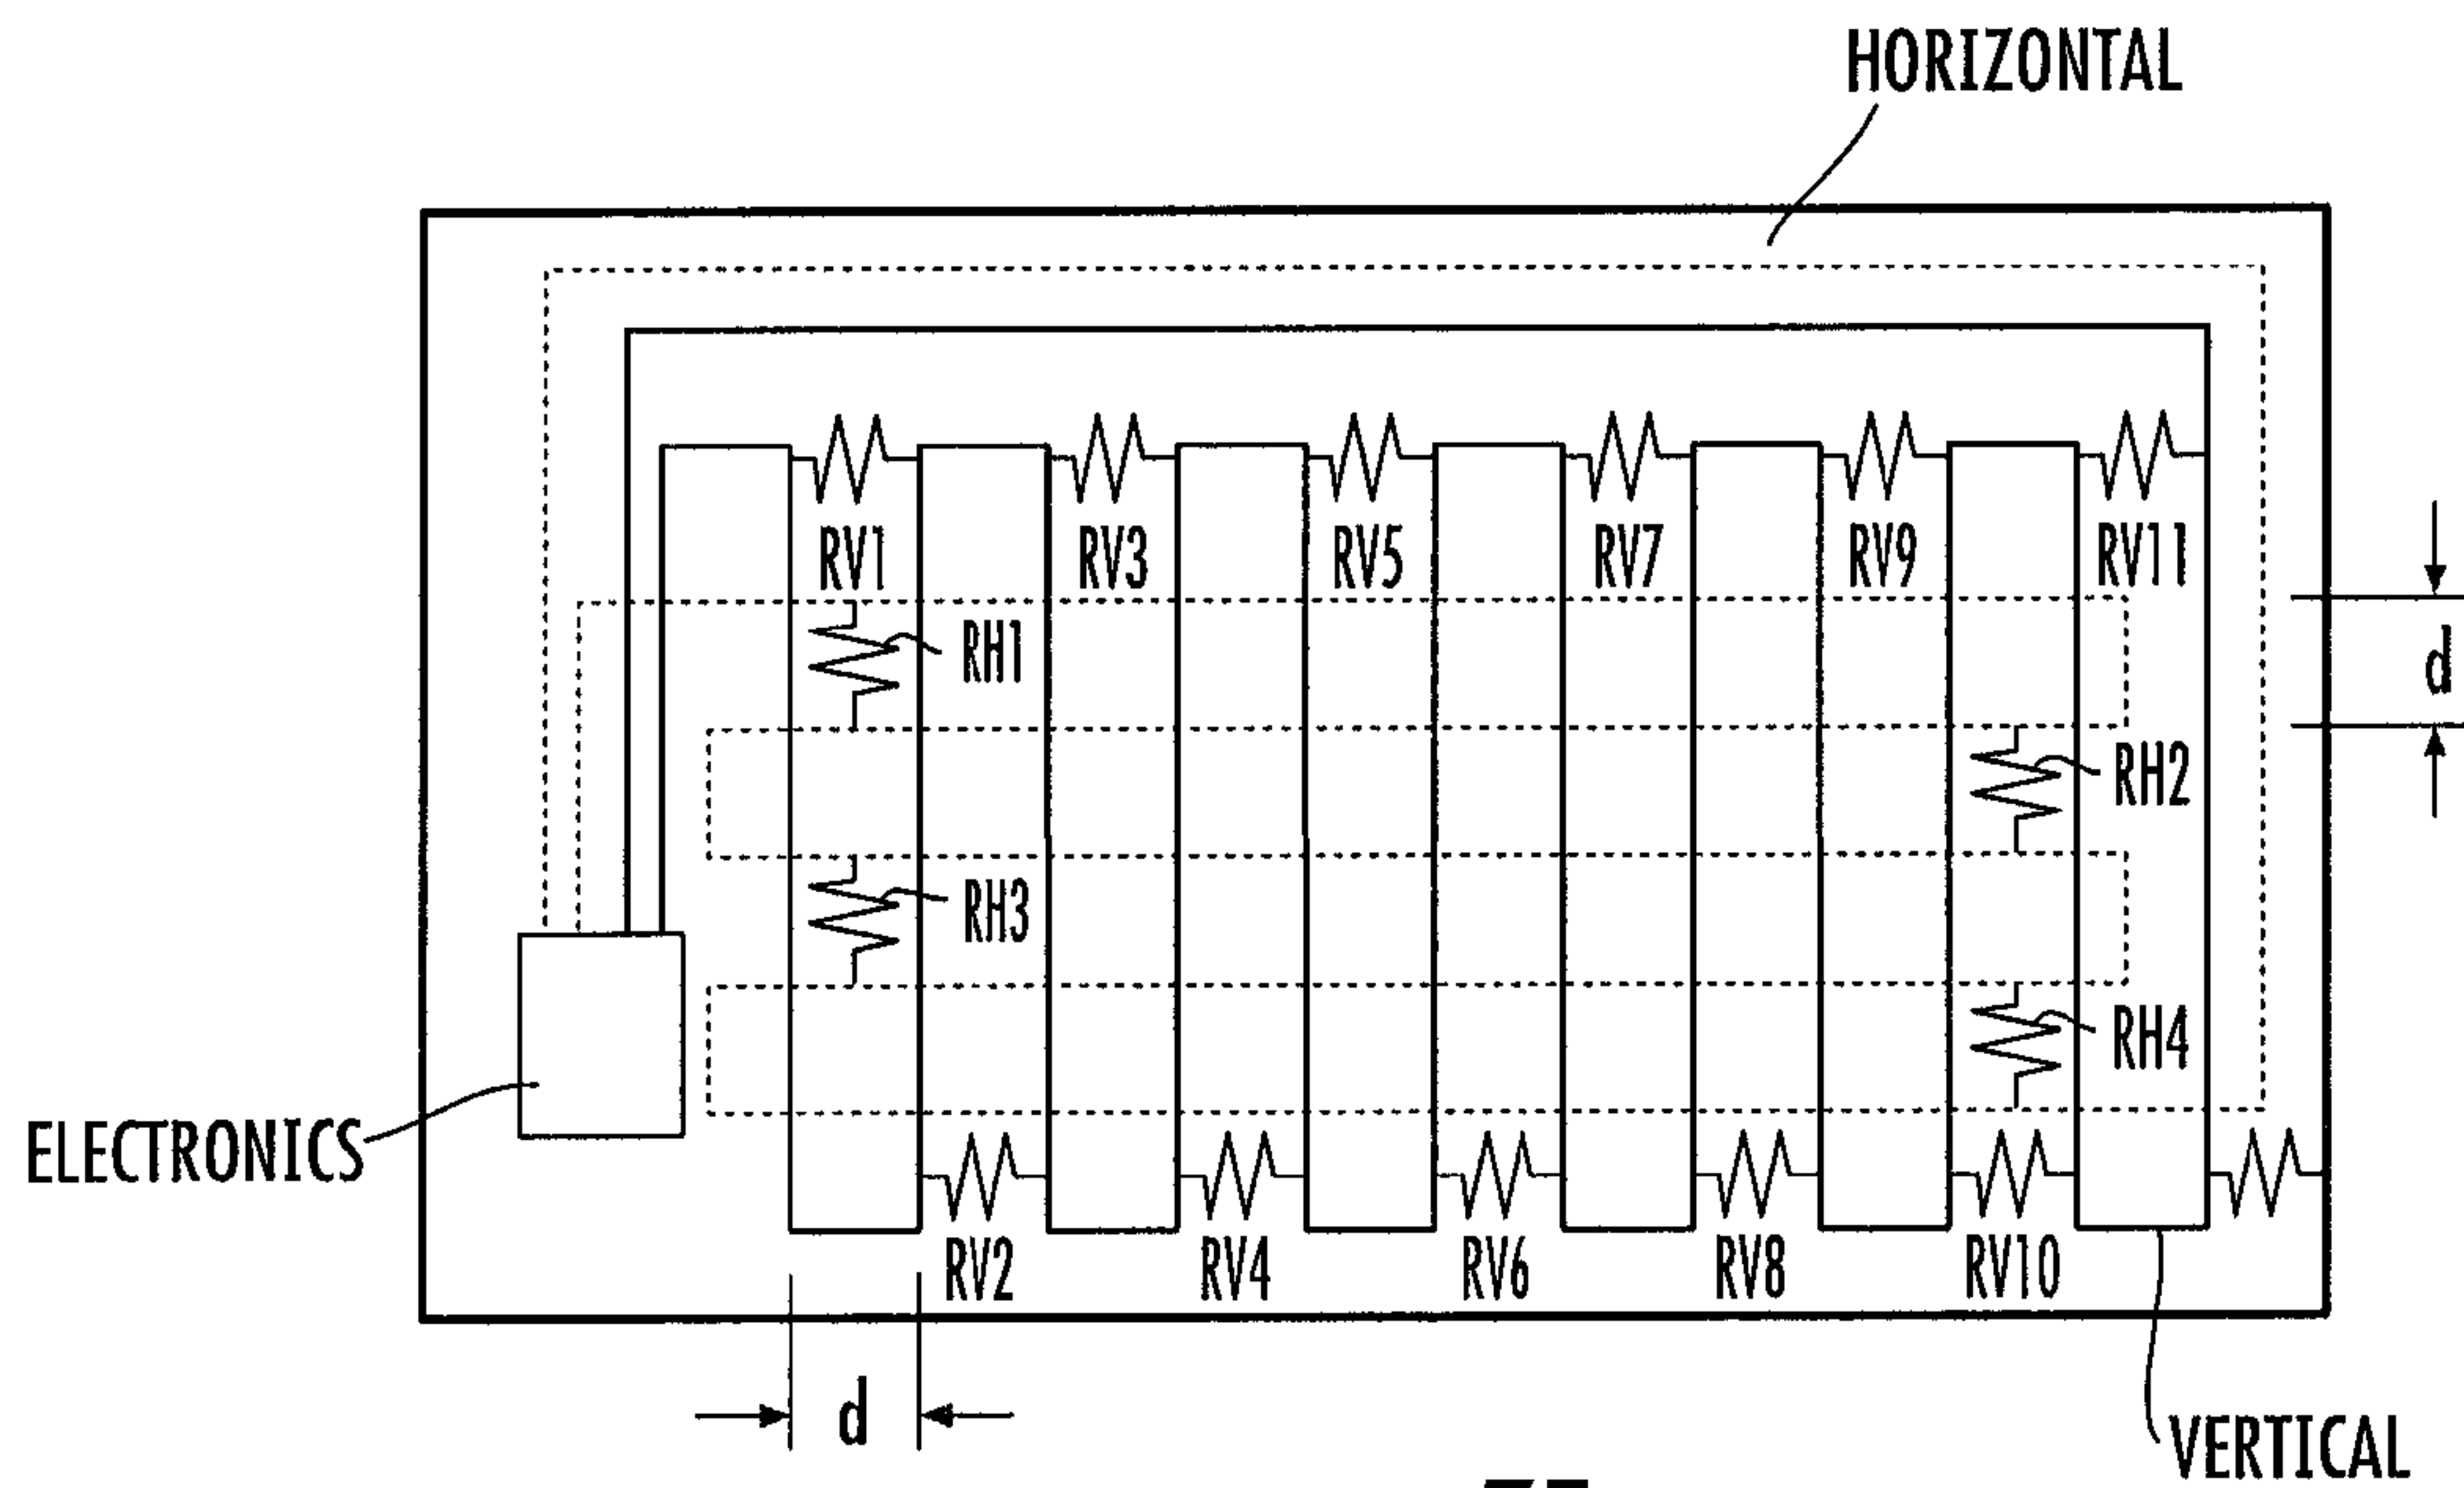 HORIZONTAL
RV1 RV3 RV5 RV7 RV9 RV11
RH1
d
RH2
RH3
RH4
ELECTRONICS
RV2 RV4 RV6 RV8 RV10
d
VERTICAL